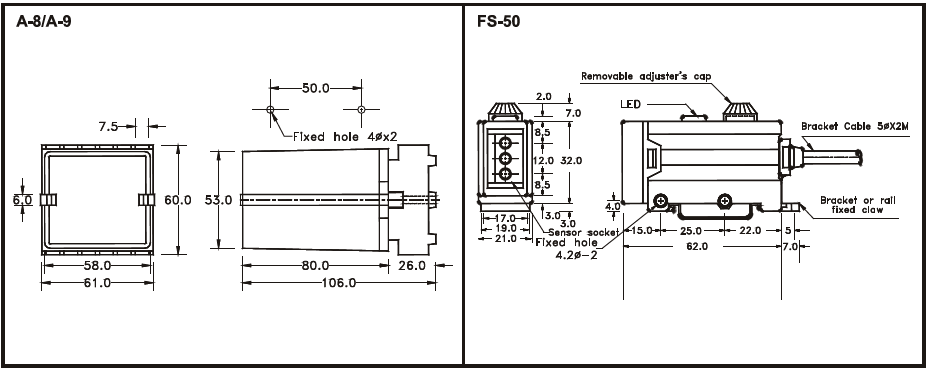 A-8/A-9
50.0
7.5
Fixed hole 4øx2
6.0
60.0
53.0
58.0
61.0
80.0
26.0
106.0
FS-50
Removable adjuster's cap
2.0
7.0
LED
8.5
12.0
32.0
8.5
Bracket Cable 5øX2M
Bracket or rail
fixed claw
4.0
3.0
3.0
17.0
19.0
21.0
Sensor socket
Fixed hole
4.2ø-2
15.0
25.0
22.0
5
62.0
7.0